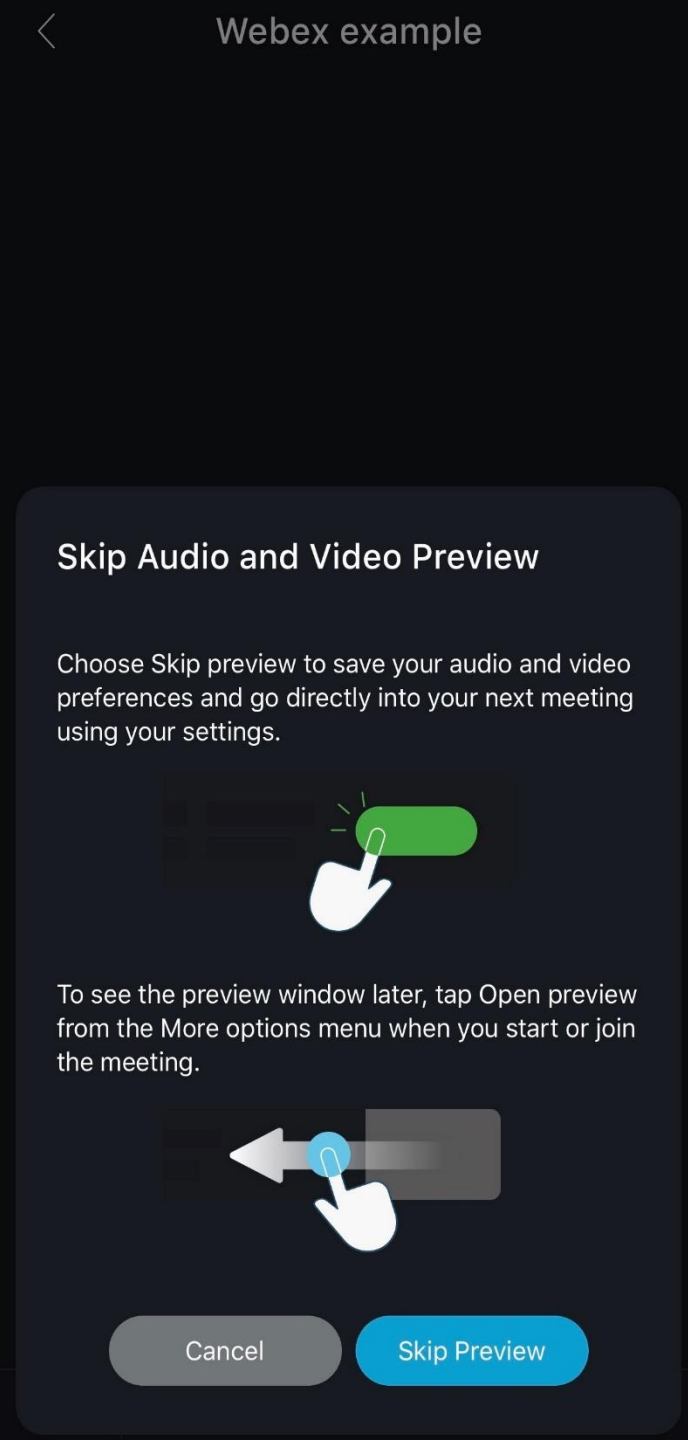 Webex example
Skip Audio and Video Preview
Choose Skip preview to save your audio and video
preferences and go directly into your next meeting
using your settings.
To see the preview window later, tap Open preview
from the More options menu when you start or join
the meeting.
Cancel
Skip Preview